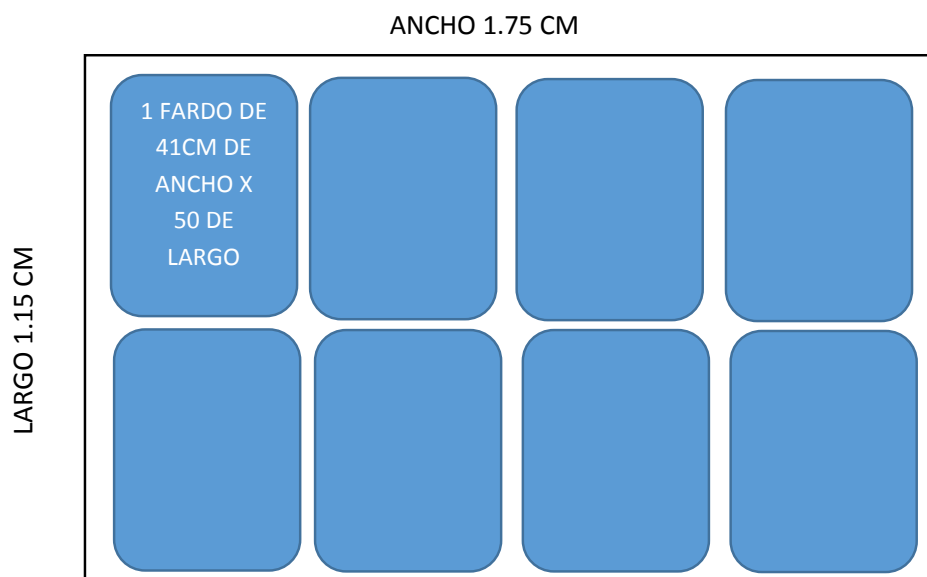 ANCHO 1.75 CM
1 FARDO DE
41CM DE
ANCHO X
50 DE
LARGO
LARGO 1.15 CM